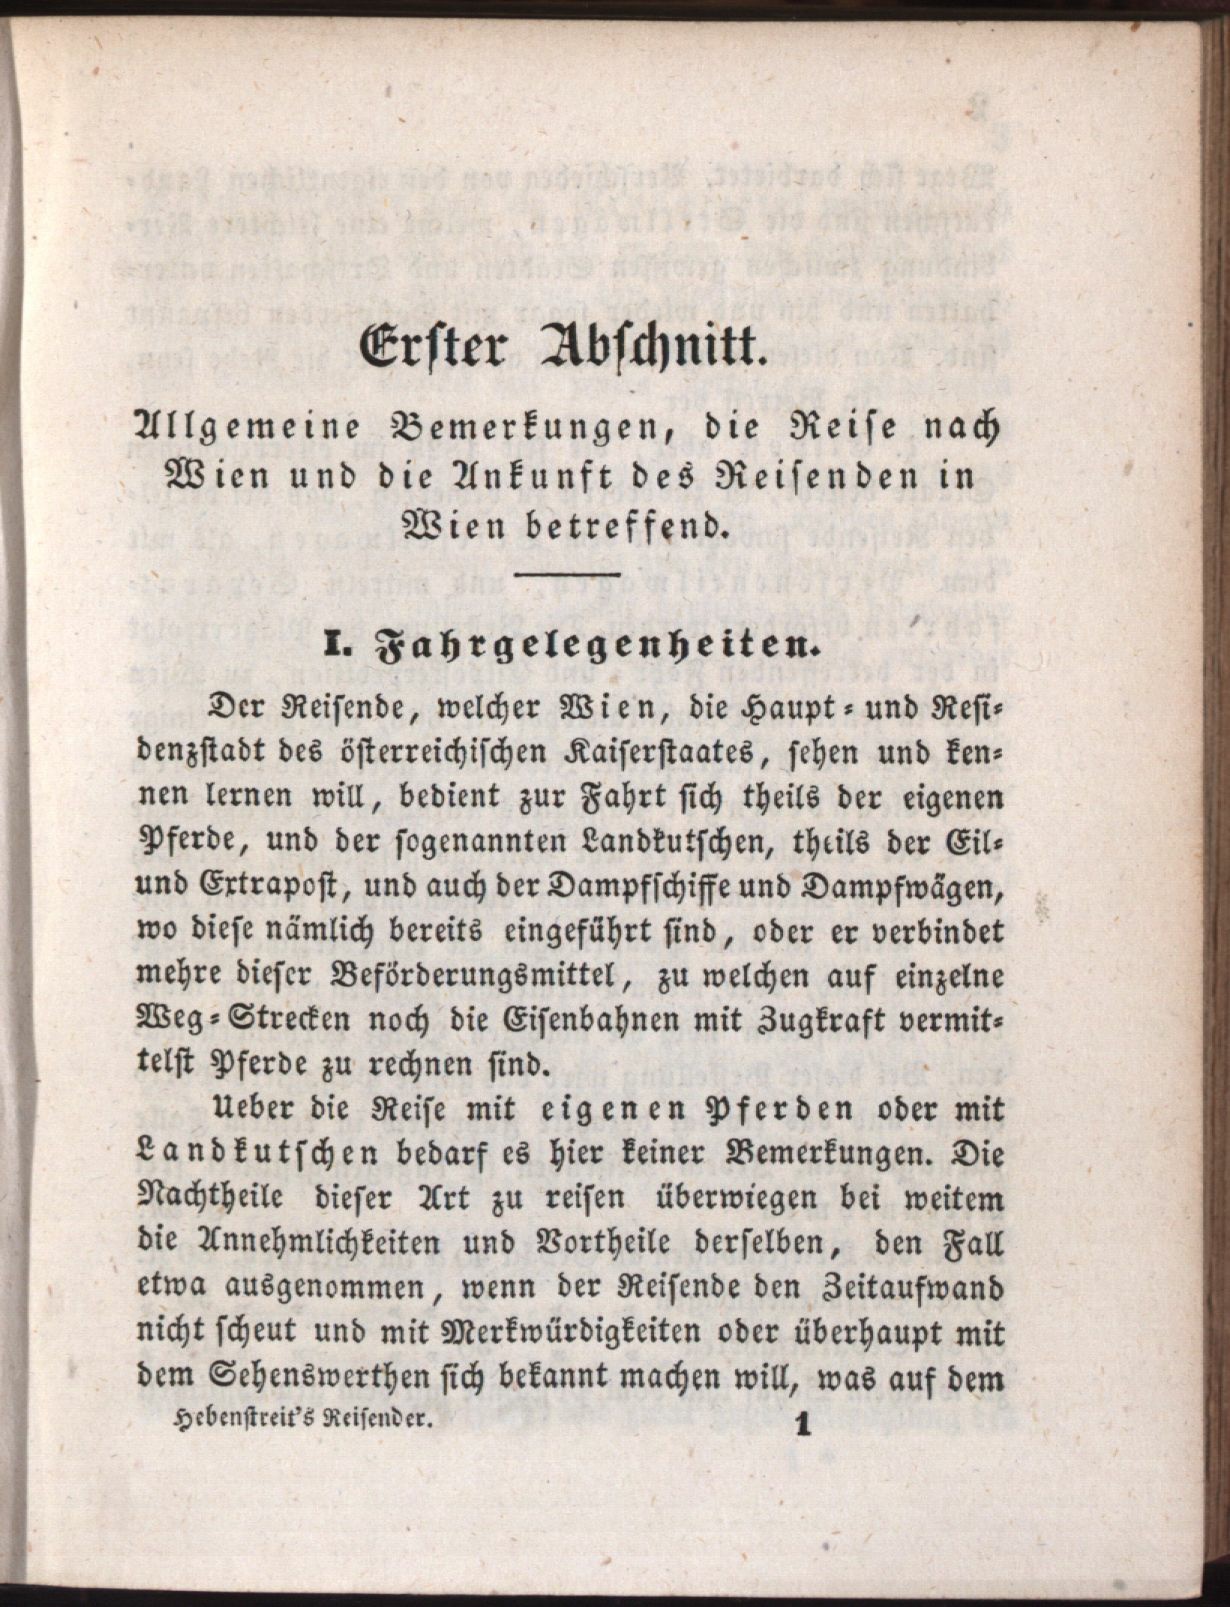 Erster Abschnitt.
Allgemeine Bemerkungen, die Reise nach
Wien und die Ankunft des Reisenden in
Wien betreffend.
I. Fahrgelegenheiten.
Der Reisende, welcher Wien, die Haupt- und Resi-
denzstadt des österreichischen Kaiserstaates, sehen und ken-
nen lernen will, bedient zur Fahrt sich theils der eigenen
Pferde, und der sogenannten Landkutschen, theils der Eil-
und Extrapost, und auch der Dampfschiffe und Dampfwägen,
wo diese nämlich bereits eingeführt sind, oder er verbindet
mehre dieser Beförderungsmittel, zu welchen auf einzelne
Weg-Strecken noch die Eisenbahnen mit Zugkraft vermit-
telst Pferde zu rechnen sind.
Ueber die Reise mit eigenen Pferden oder mit
Landkutschen bedarf es hier keiner Bemerkungen. Die
Nachtheile dieser Art zu reisen überwiegen bei weitem
die Annehmlichkeiten und Vortheile derselben, den Fall
etwa ausgenommen, wenn der Reisende den Zeitaufwand
nicht scheut und mit Merkwürdigkeiten oder überhaupt mit
dem Sehenswerthen sich bekannt machen will, was auf dem
Hebenstreit's Reisender. 1